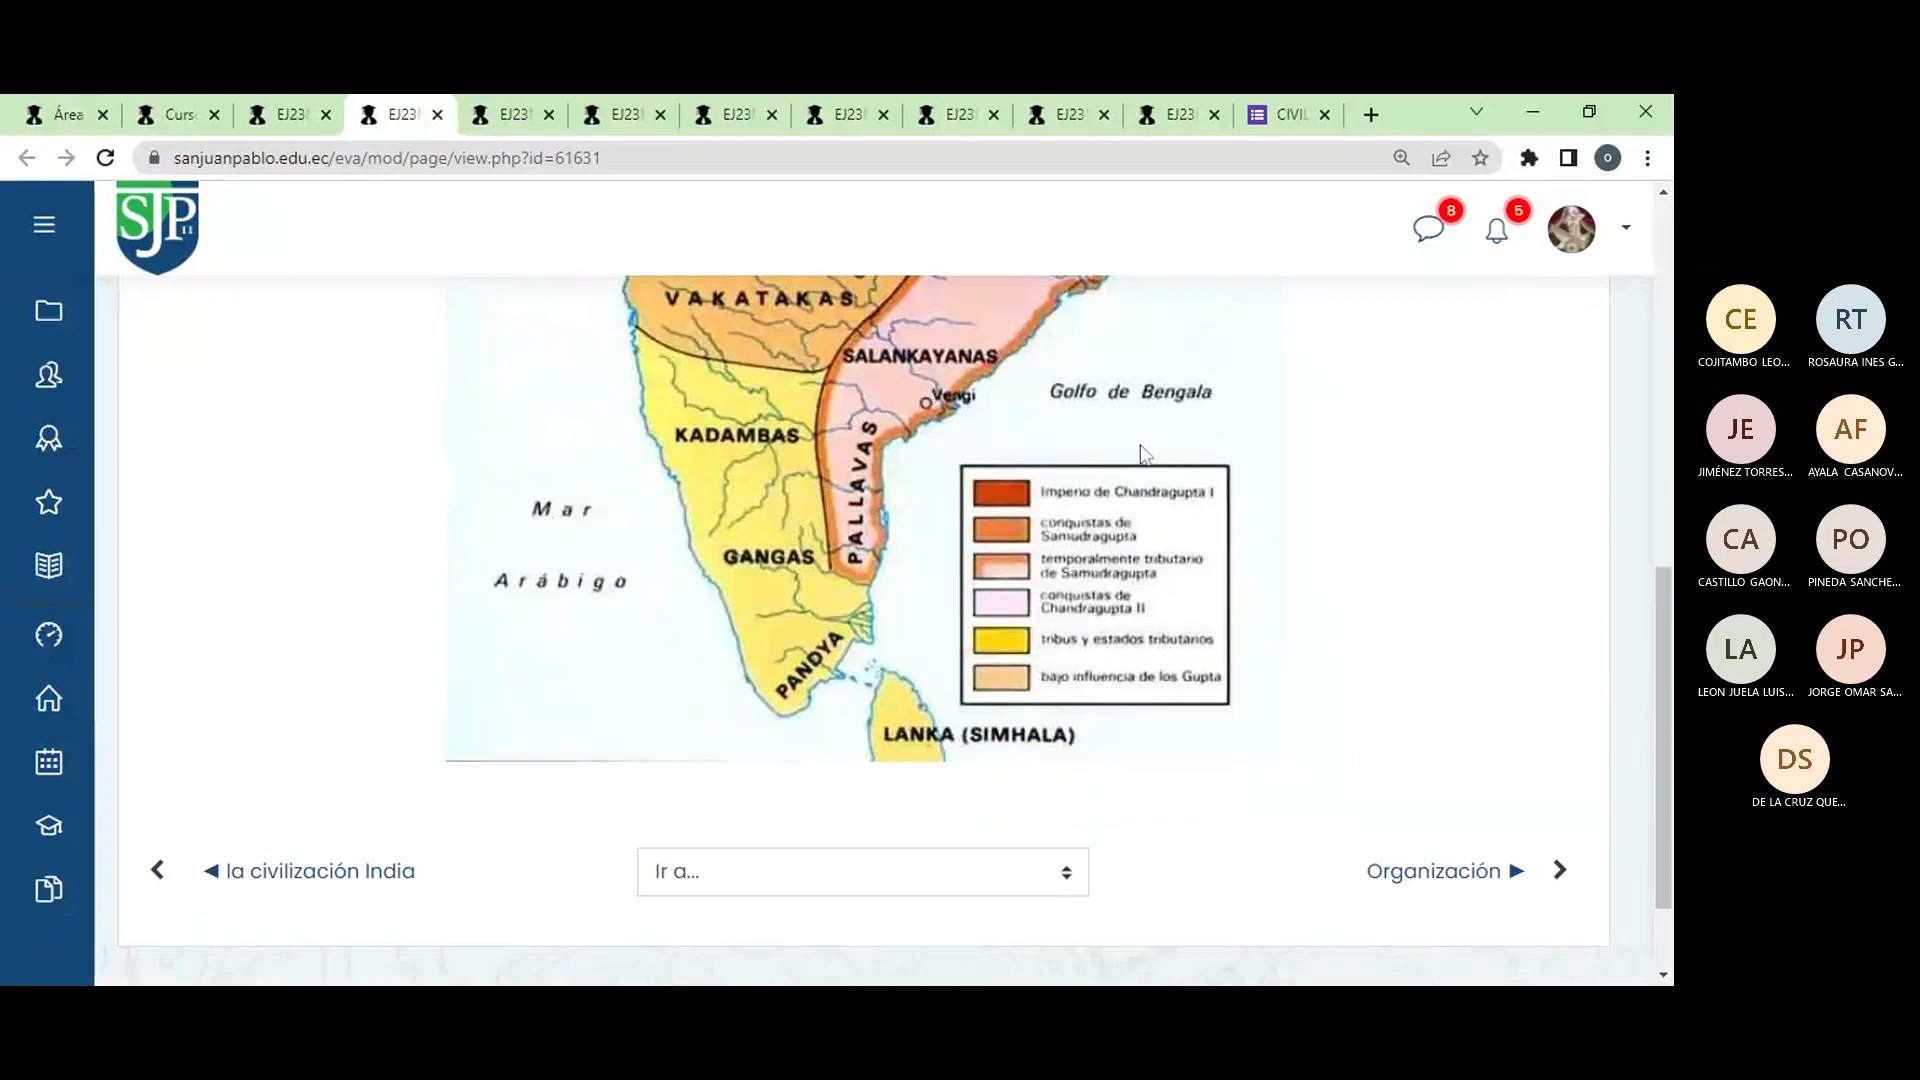 Área
Curs
EJ23
EJ23
EJ23
EJ23
EJ23
EJ23
EJ23
EJ23
EJ23
CIVIL
sanjuanpablo.edu.ec/eva/mod/page/view.php?id=61631
O
SJP
II
8
5
VAKATAKAS
SALANKAYANAS
Vengi
Golfo de Bengala
KADAMBAS
PALLAVAS
Mar
Arábigo
GANGAS
PANDYA
LANKA (SIMHALA)
Imperio de Chandragupta I
conquistas de
Samudragupta
temporalmente tributario
de Samudragupta
conquistas de
Chandragupta II
tribus y estados tributarios
bajo influencia de los Gupta
◄ la civilización India
Ir a...
Organización ►
CE
COJITAMBO LEO...
RT
ROSAURA INES G...
JE
JIMÉNEZ TORRES...
AF
AYALA CASANOV...
CA
CASTILLO GAON...
PO
PINEDA SANCHE...
LA
LEON JUELA LUIS...
JP
JORGE OMAR SA...
DS
DE LA CRUZ QUE...